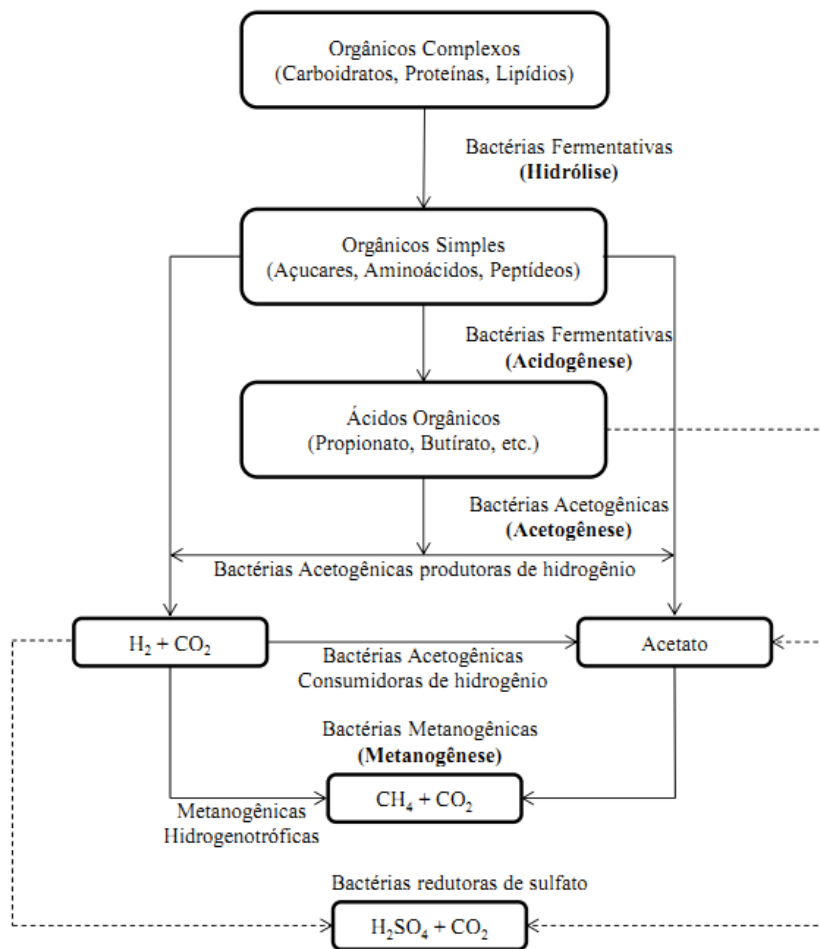 Orgânicos Complexos
(Carboidratos, Proteínas, Lipídios)
Bactérias Fermentativas
(Hidrólise)
Orgânicos Simples
(Açucares, Aminoácidos, Peptídeos)
Bactérias Fermentativas
(Acidogênese)
Ácidos Orgânicos
(Propionato, Butírato, etc.)
Bactérias Acetogênicas
(Acetogênese)
Bactérias Acetogênicas produtoras de hidrogênio
H₂ + CO₂
Acetato
Bactérias Acetogênicas
Consumidoras de hidrogênio
Bactérias Metanogênicas
(Metanogênese)
CH₄ + CO₂
Metanogênicas
Hidrogenotróficas
Bactérias redutoras de sulfato
H₂SO₄ + CO₂